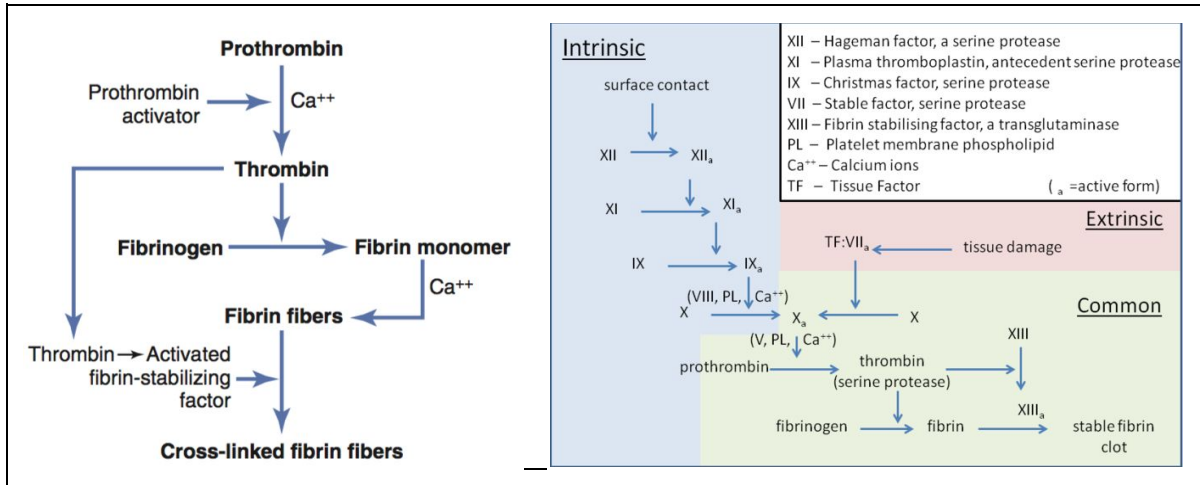 Prothrombin
Prothrombin
activator
Ca++
Thrombin
Fibrinogen
Fibrin monomer
Ca++
Fibrin fibers
Thrombin → Activated
fibrin-stabilizing
factor
Cross-linked fibrin fibers
Intrinsic
surface contact
XII
XIIₐ
XI
XIₐ
IX
IXₐ
(VIII, PL, Ca⁺⁺)
X
Xₐ
X
(V, PL, Ca⁺⁺)
prothrombin
thrombin
(serine protease)
fibrinogen
fibrin
XII – Hageman factor, a serine protease
XI – Plasma thromboplastin, antecedent serine protease
IX – Christmas factor, serine protease
VII – Stable factor, serine protease
XIII – Fibrin stabilising factor, a transglutaminase
PL – Platelet membrane phospholipid
Ca⁺⁺ – Calcium ions
TF – Tissue Factor ( ₐ =active form)
Extrinsic
TF:VIIₐ
tissue damage
Common
XIII
XIIIₐ
stable fibrin
clot